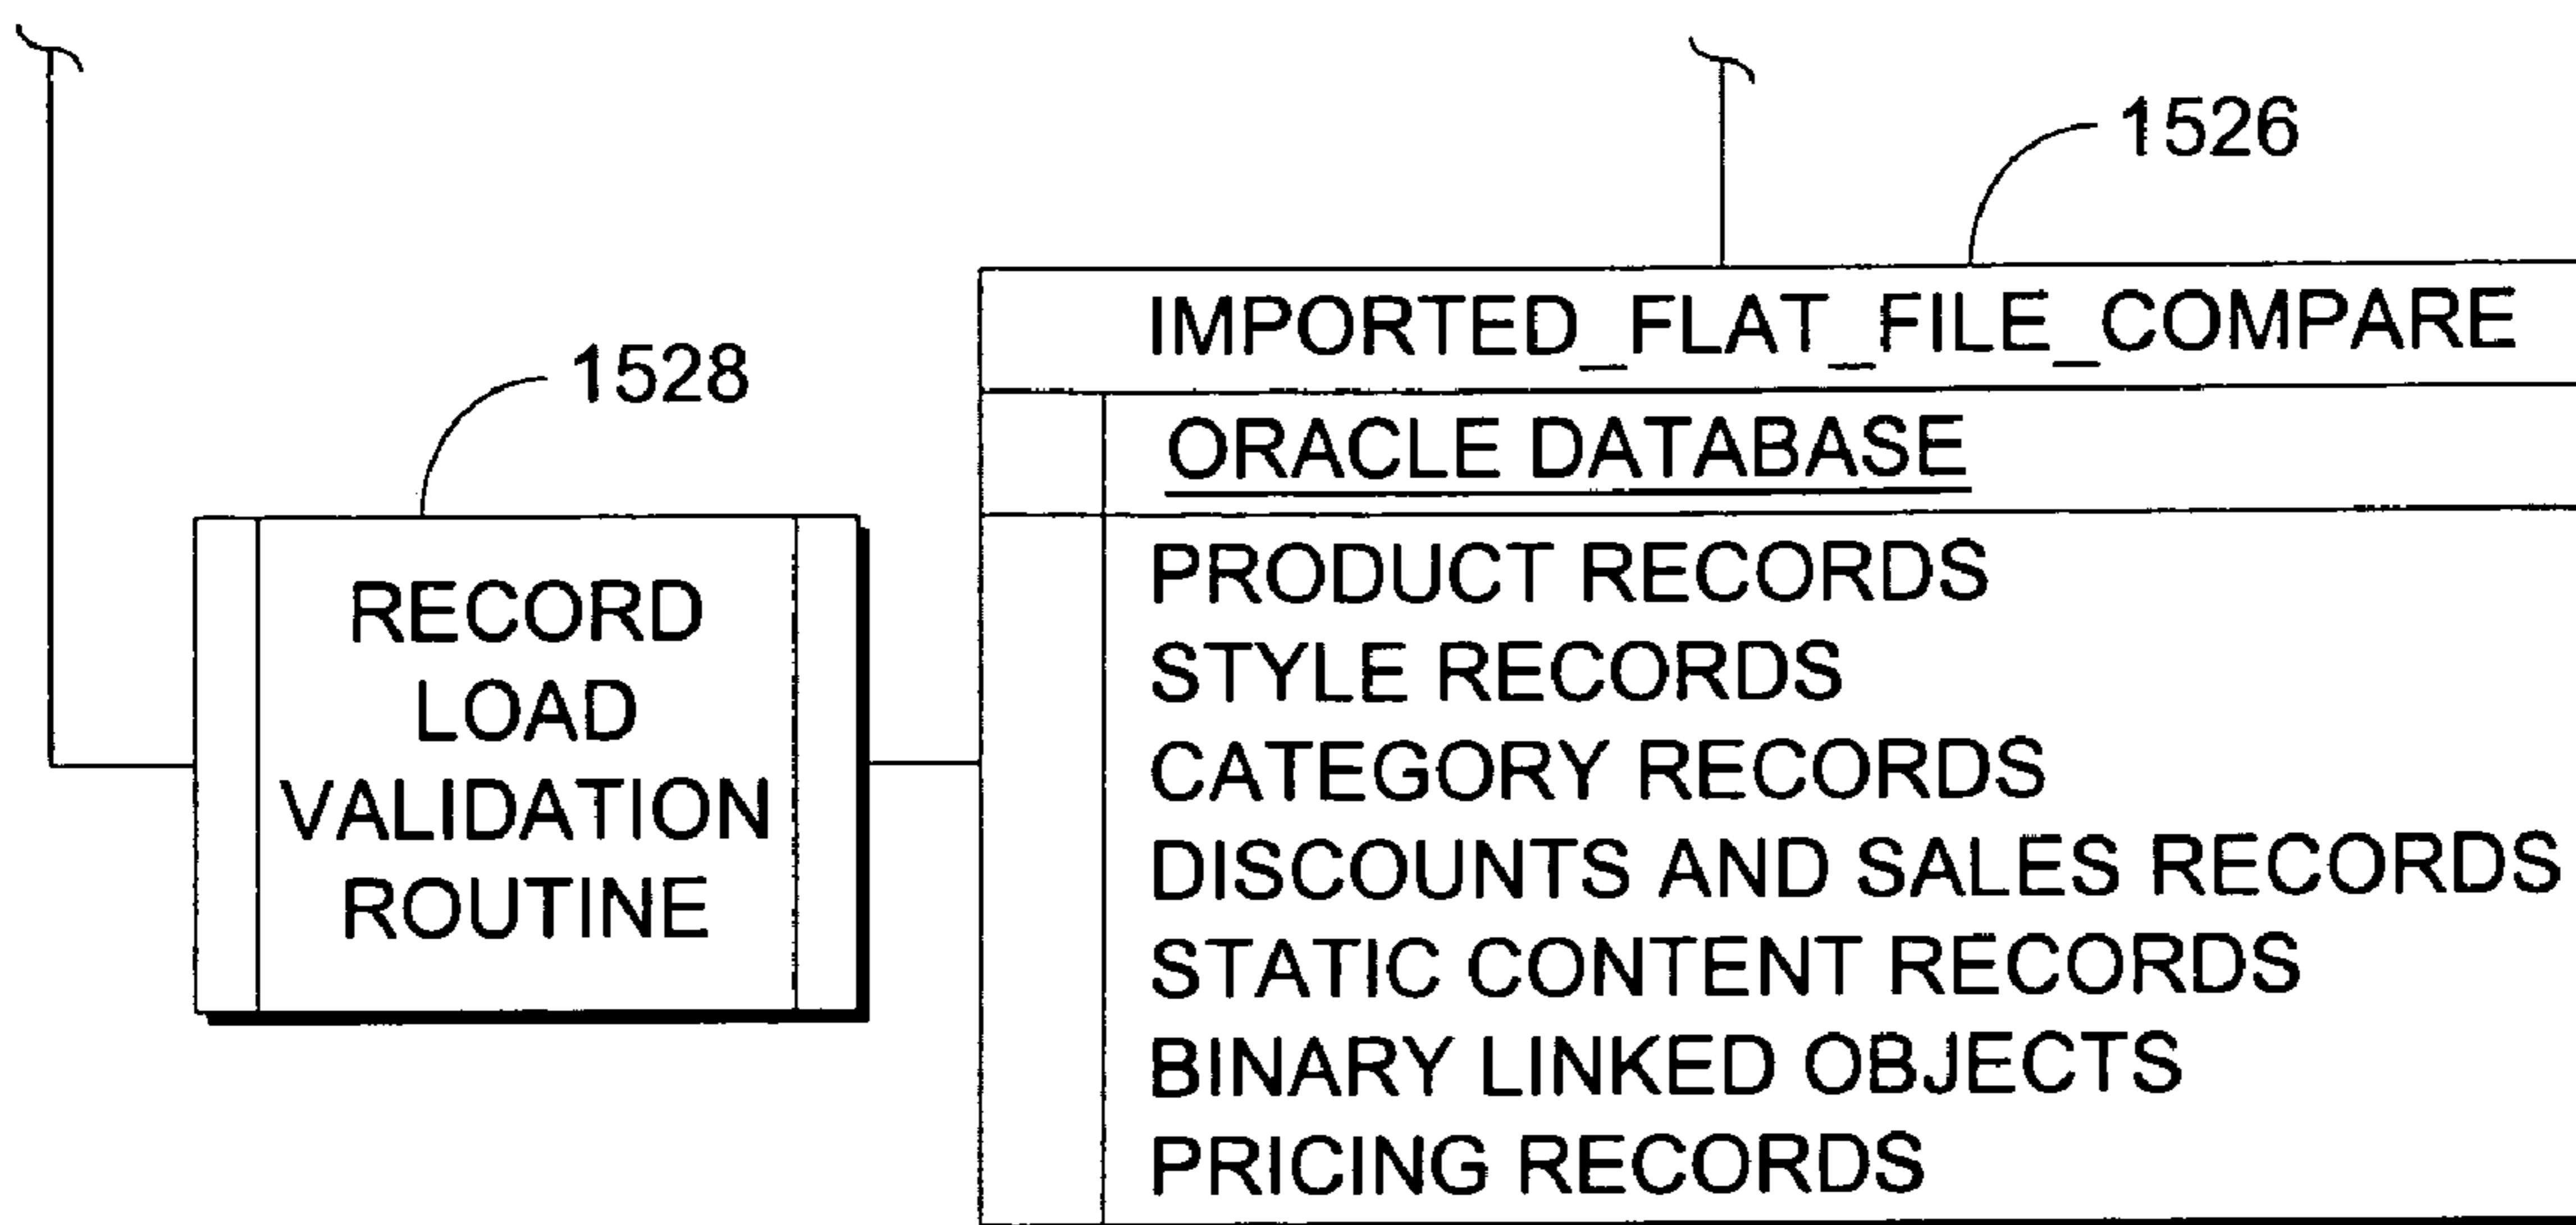 1526
IMPORTED_FLAT_FILE_COMPARE
1528
ORACLE DATABASE
RECORD
LOAD
VALIDATION
ROUTINE
PRODUCT RECORDS
STYLE RECORDS
CATEGORY RECORDS
DISCOUNTS AND SALES RECORDS
STATIC CONTENT RECORDS
BINARY LINKED OBJECTS
PRICING RECORDS